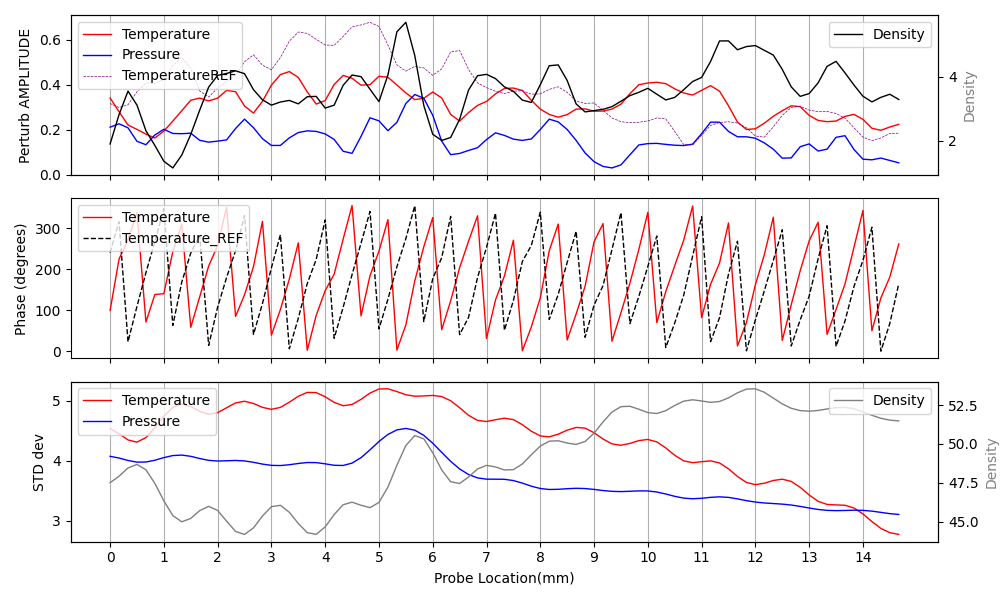 Perturb AMPLITUDE
0.6
0.4
0.2
0.0
Temperature
Pressure
TemperatureREF
Density
4
2
Density
Phase (degrees)
300
200
100
0
Temperature
Temperature_REF
STD dev
5
4
3
Temperature
Pressure
Density
52.5
50.0
47.5
45.0
Density
0 1 2 3 4 5 6 7 8 9 10 11 12 13 14
Probe Location(mm)